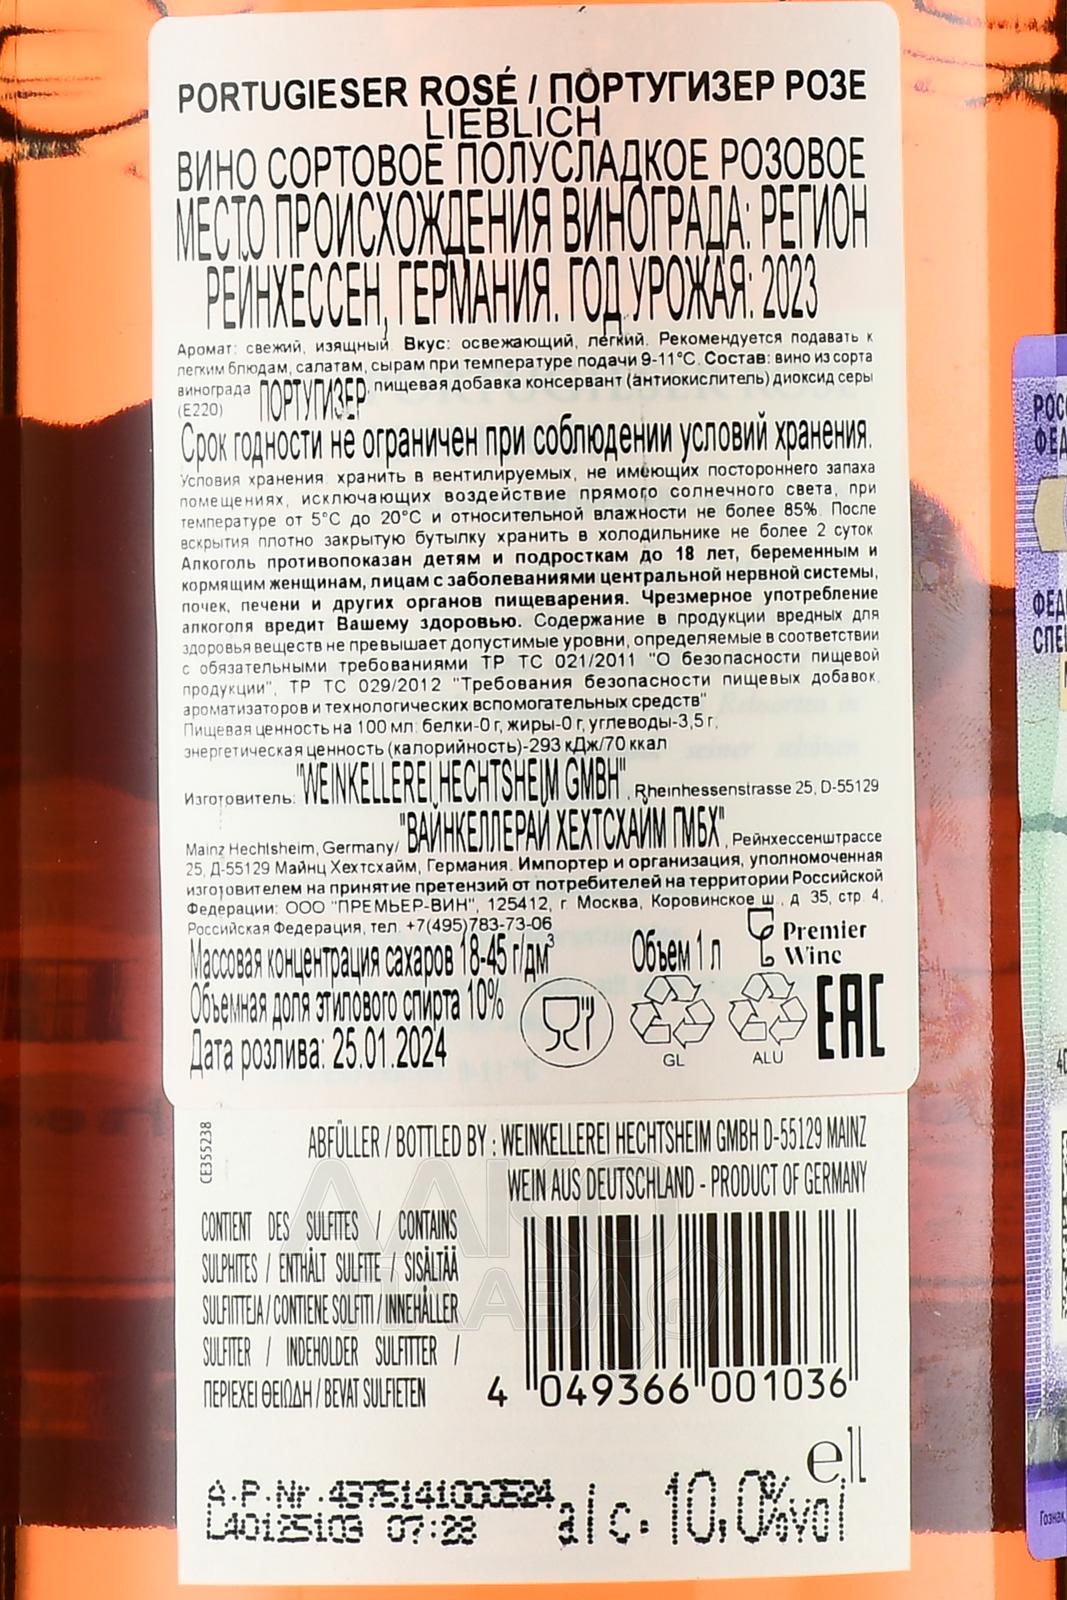 PORTUGIESER ROSÉ / ПОРТУГИЗЕР РОЗЕ
LIEBLICH
ВИНО СОРТОВОЕ ПОЛУСЛАДКОЕ РОЗОВОЕ
МЕСТО ПРОИСХОЖДЕНИЯ ВИНОГРАДА: РЕГИОН
РЕЙНХЕССЕН, ГЕРМАНИЯ. ГОД УРОЖАЯ: 2023
Аромат: свежий, изящный. Вкус: освежающий, легкий. Рекомендуется подавать к
легким блюдам, салатам, сырам при температуре подачи 9-11°С. Состав: вино из сорта
винограда ПОРТУГИЗЕР, пищевая добавка консервант (антиокислитель) диоксид серы
(Е220)
Срок годности не ограничен при соблюдении условий хранения.
Условия хранения: хранить в вентилируемых, не имеющих постороннего запаха
помещениях, исключающих воздействие прямого солнечного света, при
температуре от 5°С до 20°С и относительной влажности не более 85%. После
вскрытия плотно закрытую бутылку хранить в холодильнике не более 2 суток
Алкоголь противопоказан детям и подросткам до 18 лет, беременным и
кормящим женщинам, лицам с заболеваниями центральной нервной системы,
почек, печени и других органов пищеварения. Чрезмерное употребление
алкоголя вредит Вашему здоровью. Содержание в продукции вредных для
здоровья веществ не превышает допустимые уровни, определяемые в соответствии
с обязательными требованиями ТР ТС 021/2011 "О безопасности пищевой
продукции", ТР ТС 029/2012 "Требования безопасности пищевых добавок,
ароматизаторов и технологических вспомогательных средств"
Пищевая ценность на 100 мл: белки-0 г, жиры-0 г, углеводы-3,5 г;
энергетическая ценность (калорийность)-293 кДж/70 ккал
Изготовитель: "WEINKELLEREI HECHTSHEIM GMBH", Rheinhessenstrasse 25, D-55129
Mainz Hechtsheim, Germany/ "ВАЙНКЕЛЛЕРАЙ ХЕХТСХАЙМ ГМБХ", Рейнхессенштрассе
25, Д-55129 Майнц Хехтсхайм, Германия. Импортер и организация, уполномоченная
изготовителем на принятие претензий от потребителей на территории Российской
Федерации: ООО "ПРЕМЬЕР-ВИН", 125412, г. Москва, Коровинское ш., д. 35, стр. 4,
Российская Федерация, тел. +7(495)783-73-06
Массовая концентрация сахаров 18-45 г/дм³
Объем 1 л
Premier
Wine
Объемная доля этилового спирта 10%
Дата розлива: 25.01.2024
GL
ALU
EAC
CE355238
ABFÜLLER / BOTTLED BY : WEINKELLEREI HECHTSHEIM GMBH D-55129 MAINZ
WEIN AUS DEUTSCHLAND - PRODUCT OF GERMANY
CONTIENT DES SULFITES / CONTAINS
SULPHITES / ENTHÄLT SULFITE / SISÄLTÄÄ
SULFIITTEJA / CONTIENE SOLFITI / INNEHÅLLER
SULFITER / INDEHOLDER SULFITTER /
ΠΕΡΙΕΧΕΙ ΘΕΙΩΔΗ / BEVAT SULFIETEN
4 049366 001036
e1L
A.P.Nr.4375141000524
L40125103 07:28
alc. 10,0%vol
АЛКО
ЛАВКА